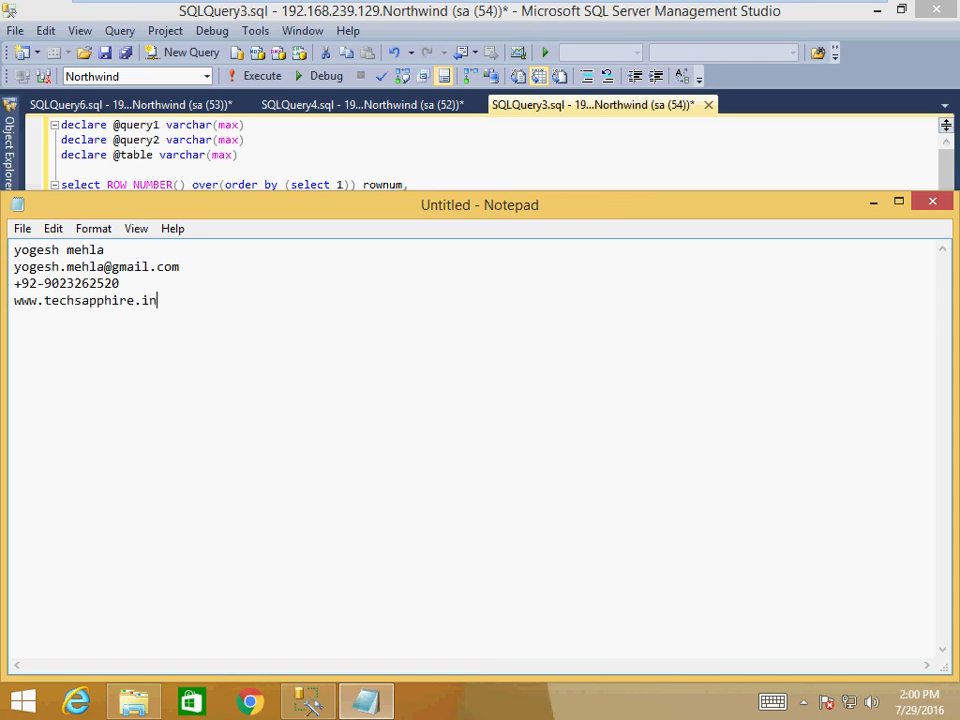 SQLQuery3.sql - 192.168.239.129.Northwind (sa (54))* - Microsoft SQL Server Management Studio
File Edit View Query Project Debug Tools Window Help
New Query
Northwind Execute Debug
SQLQuery6.sql - 19...Northwind (sa (53))* SQLQuery4.sql - 19...Northwind (sa (52))* SQLQuery3.sql - 19...Northwind (sa (54))*
Object Explorer
declare @query1 varchar(max)
declare @query2 varchar(max)
declare @table varchar(max)
select ROW_NUMBER() over(order by (select 1)) rownum,
Untitled - Notepad
File Edit Format View Help
yogesh mehla
yogesh.mehla@gmail.com
+92-9023262520
www.techsapphire.in
2:00 PM
7/29/2016